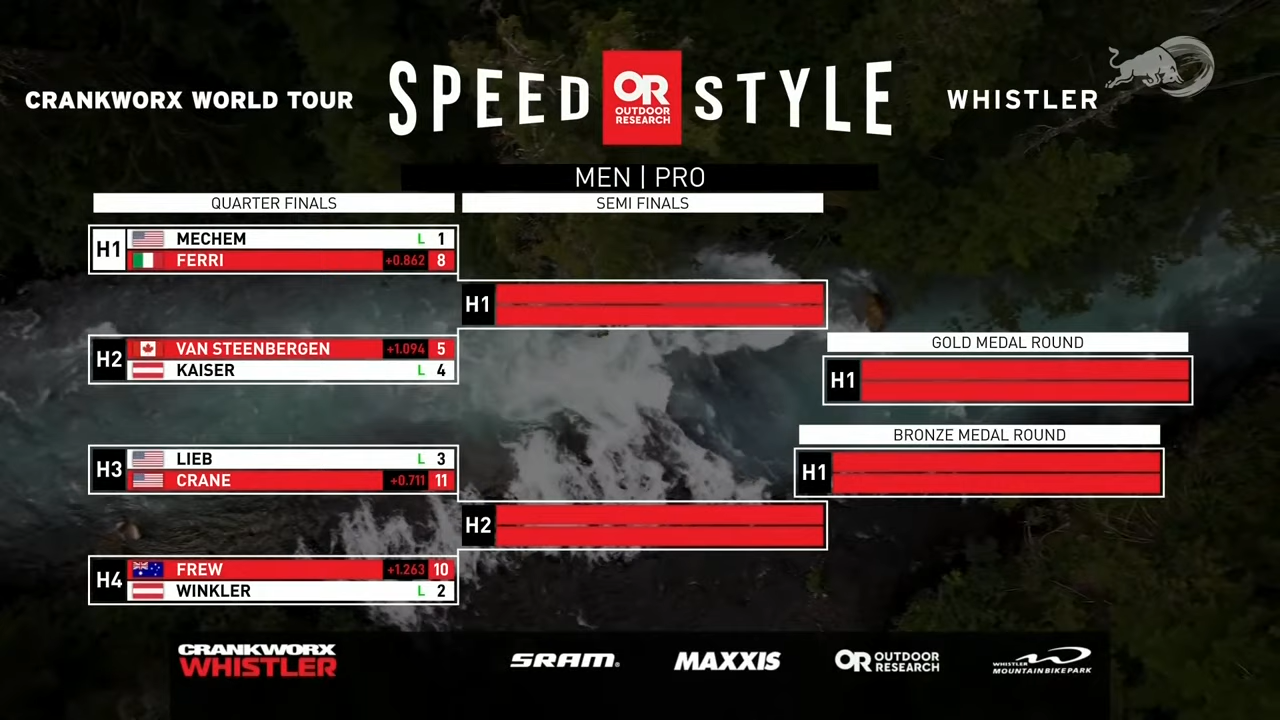 CRANKWORX WORLD TOUR
SPEED OR STYLE
OUTDOOR
RESEARCH
WHISTLER
MEN | PRO
QUARTER FINALS
SEMI FINALS
H1
MECHEM L 1
FERRI +0.862 8
H1
H2
VAN STEENBERGEN +1.094 5
KAISER L 4
GOLD MEDAL ROUND
H1
BRONZE MEDAL ROUND
H1
H3
LIEB L 3
CRANE +0.711 11
H2
H4
FREW +1.263 10
WINKLER L 2
CRANKWORX
WHISTLER
SRAM
MAXXIS
OR OUTDOOR
RESEARCH
WHISTLER
MOUNTAIN BIKE PARK